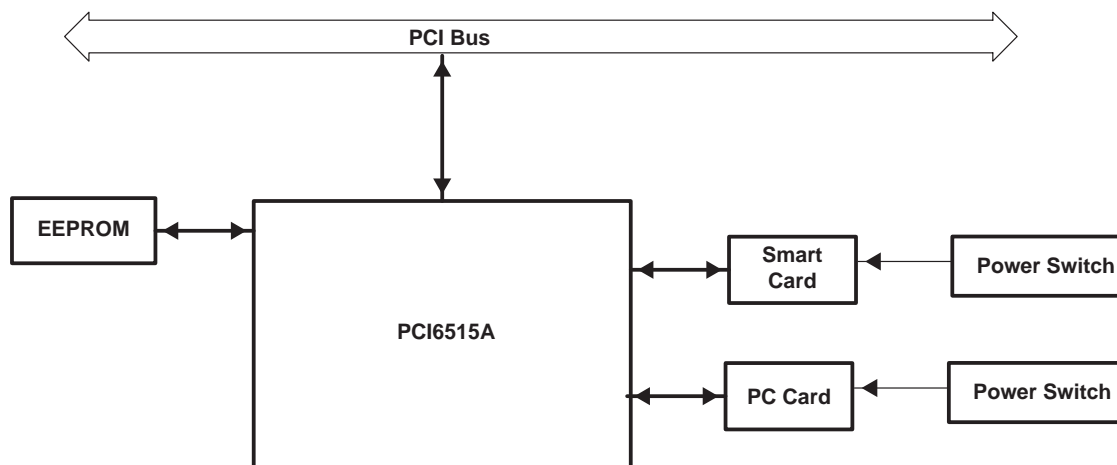 PCI Bus
EEPROM
Smart
Card
Power Switch
PCI6515A
PC Card
Power Switch